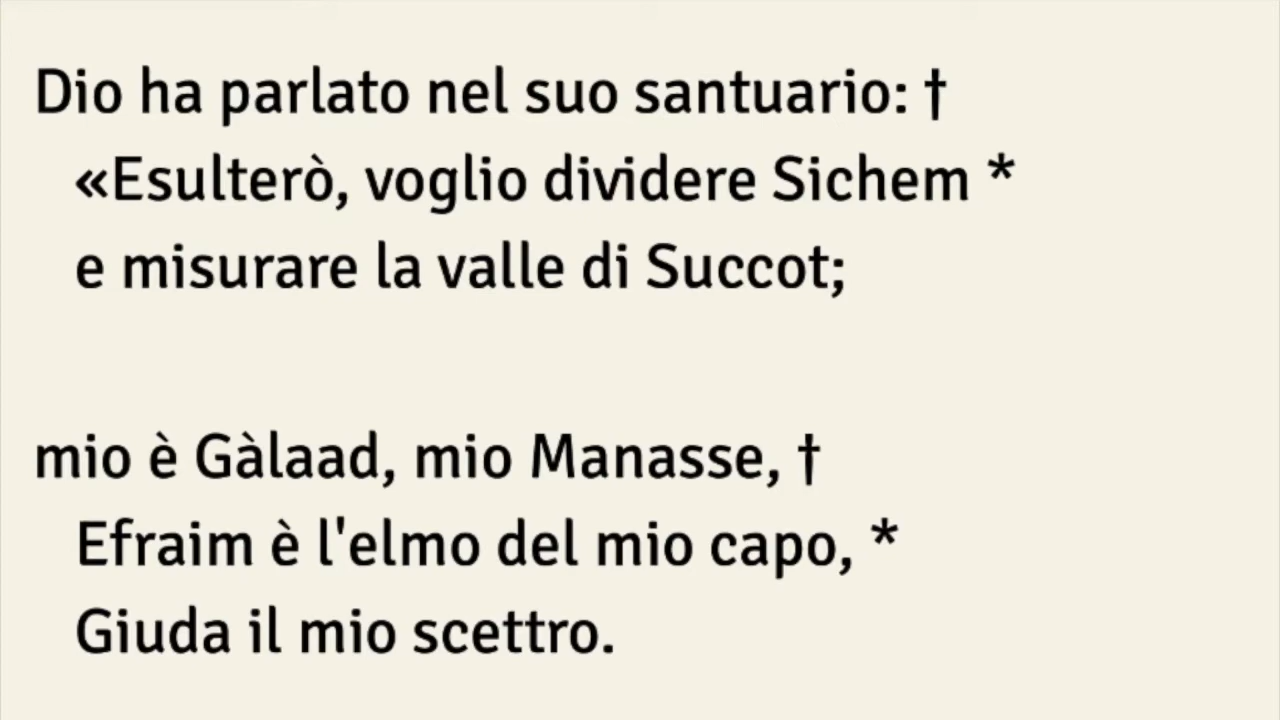 Dio ha parlato nel suo santuario: †
«Esulterò, voglio dividere Sichem *
e misurare la valle di Succot;
mio è Gàlaad, mio Manasse, †
Efraim è l'elmo del mio capo, *
Giuda il mio scettro.